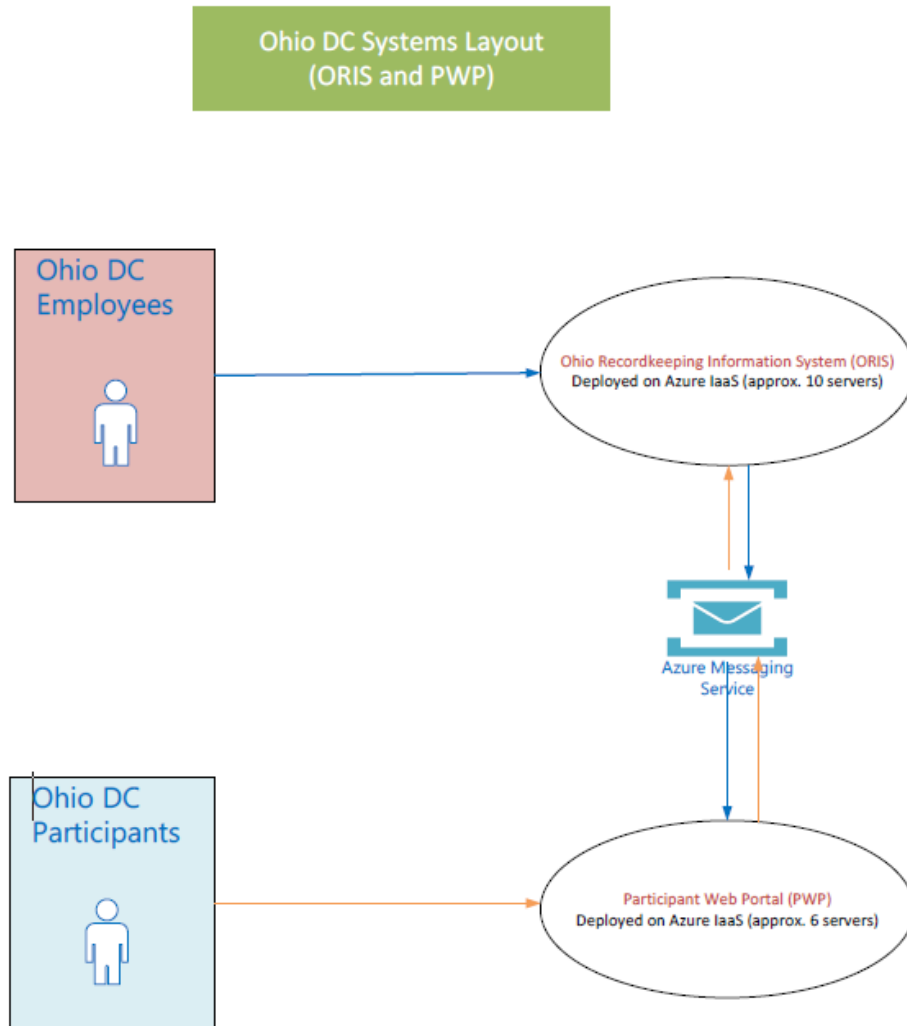 Ohio DC Systems Layout
(ORIS and PWP)
Ohio DC
Employees
Ohio Recordkeeping Information System (ORIS)
Deployed on Azure IaaS (approx. 10 servers)
Azure Messaging
Service
Ohio DC
Participants
Participant Web Portal (PWP)
Deployed on Azure IaaS (approx. 6 servers)